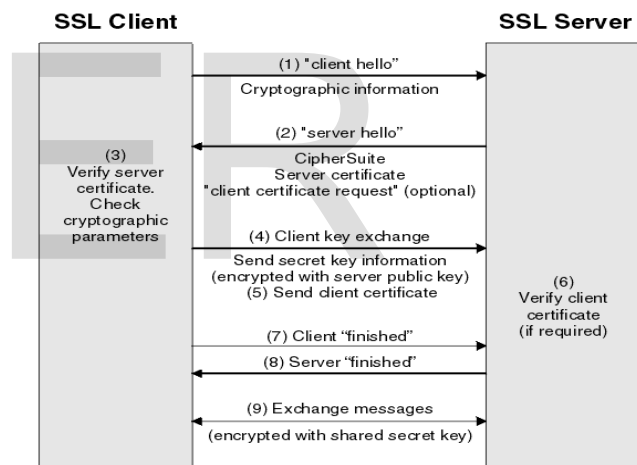 SSL Client
SSL Server
(1) "client hello”
Cryptographic information
(2) "server hello”
CipherSuite
Server certificate
"client certificate request" (optional)
(3)
Verify server
certificate.
Check
cryptographic
parameters
(4) Client key exchange
Send secret key information
(encrypted with server public key)
(5) Send client certificate
(6)
Verify client
certificate
(if required)
(7) Client “finished”
(8) Server “finished”
(9) Exchange messages
(encrypted with shared secret key)
ER